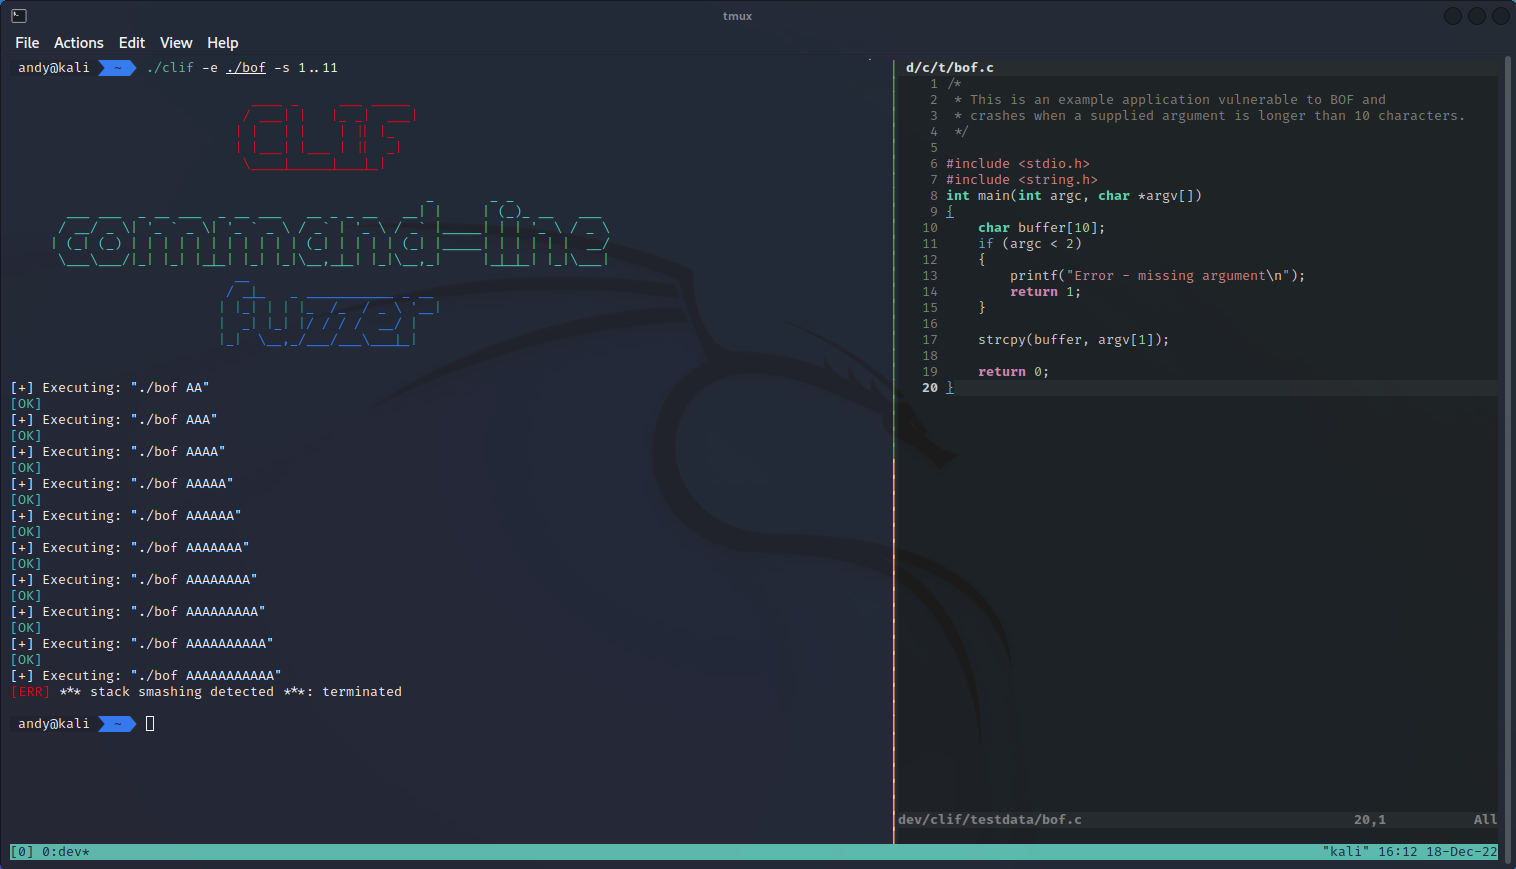 tmux
File Actions Edit View Help
andy@kali ~ ./clif -e ./bof -s 1..11
CLIF
command-line
fuzzer
[+] Executing: "./bof AA"
[OK]
[+] Executing: "./bof AAA"
[OK]
[+] Executing: "./bof AAAA"
[OK]
[+] Executing: "./bof AAAAA"
[OK]
[+] Executing: "./bof AAAAAA"
[OK]
[+] Executing: "./bof AAAAAAA"
[OK]
[+] Executing: "./bof AAAAAAAA"
[OK]
[+] Executing: "./bof AAAAAAAAA"
[OK]
[+] Executing: "./bof AAAAAAAAAA"
[OK]
[+] Executing: "./bof AAAAAAAAAAA"
[ERR] *** stack smashing detected ***: terminated
andy@kali ~
d/c/t/bof.c
1 /*
2  * This is an example application vulnerable to BOF and
3  * crashes when a supplied argument is longer than 10 characters.
4  */
5
6 #include <stdio.h>
7 #include <string.h>
8 int main(int argc, char *argv[])
9 {
10     char buffer[10];
11     if (argc < 2)
12     {
13         printf("Error - missing argument\n");
14         return 1;
15     }
16
17     strcpy(buffer, argv[1]);
18
19     return 0;
20 }
dev/clif/testdata/bof.c 20,1 All
[0] 0:dev* "kali" 16:12 18-Dec-22